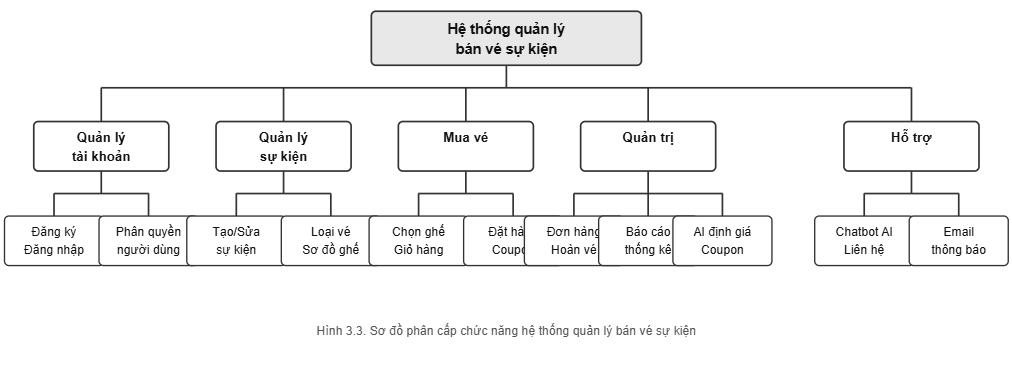 Hệ thống quản lý
bán vé sự kiện
Quản lý
tài khoản
Quản lý
sự kiện
Mua vé
Quản trị
Hỗ trợ
Đăng ký
Đăng nhập
Phân quyền
người dùng
Tạo/Sửa
sự kiện
Loại vé
Sơ đồ ghế
Chọn ghế
Giỏ hàng
Đặt
Đơn hàng
Hoàn vé
Báo cáo
thống kê
AI định giá
Coupon
Chatbot AI
Liên hệ
Email
thông báo
Hình 3.3. Sơ đồ phân cấp chức năng hệ thống quản lý bán vé sự kiện